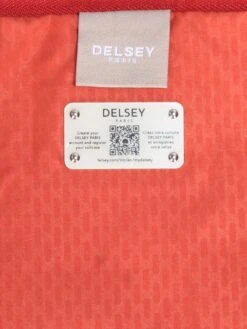 DELSEY
PARIS
DELSEY
PARIS
Create your
DELSEY PARIS
account and register
your suitcase
Créez votre compte
DELSEY PARIS
et enregistrez
votre valise